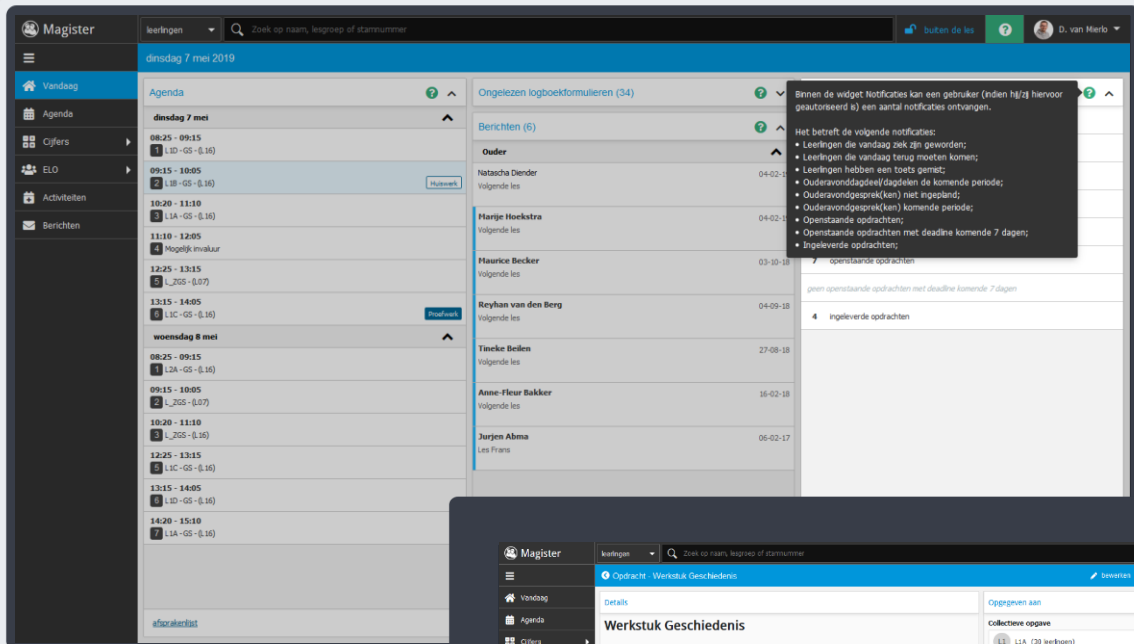 Magister
leerlingen
Zoek op naam, lesgroep of stamnummer
buiten de les
?
D. van Mierlo
dinsdag 7 mei 2019
Vandaag
Agenda
Cijfers
ELO
Activiteiten
Berichten
Agenda
?
dinsdag 7 mei
08:25 - 09:15
1 L1D - GS - (L16)
09:15 - 10:05
2 L1B - GS - (L16)
Huiswerk
10:20 - 11:10
3 L1A - GS - (L16)
11:10 - 12:05
4 Mogelijk invaluur
12:25 - 13:15
5 L_ZGS - (L07)
13:15 - 14:05
6 L1C - GS - (L16)
Proefwerk
woensdag 8 mei
08:25 - 09:15
1 L2A - GS - (L16)
09:15 - 10:05
2 L_ZGS - (L07)
10:20 - 11:10
3 L_ZGS - (L16)
12:25 - 13:15
5 L1C - GS - (L16)
13:15 - 14:05
6 L1D - GS - (L16)
14:20 - 15:10
7 L1A - GS - (L16)
afsprakenlijst
Ongelezen logboekformulieren (34)
?
Berichten (6)
?
Ouder
Natascha Diender
04-02-19
Volgende les
Marije Hoekstra
04-02-19
Volgende les
Maurice Becker
03-10-18
Volgende les
Reyhan van den Berg
04-09-18
Volgende les
Tineke Beilen
27-08-18
Volgende les
Anne-Fleur Bakker
16-02-18
Volgende les
Jurjen Abma
06-02-17
Les Frans
?
Binnen de widget Notificaties kan een gebruiker (indien hij/zij hiervoor
geautoriseerd is) een aantal notificaties ontvangen.
Het betreft de volgende notificaties:
• Leerlingen die vandaag ziek zijn geworden;
• Leerlingen die vandaag terug moeten komen;
• Leerlingen hebben een toets gemist;
• Ouderavonddagdeel/dagdelen de komende periode;
• Ouderavondgesprek(ken) niet ingepland;
• Ouderavondgesprek(ken) komende periode;
• Openstaande opdrachten;
• Openstaande opdrachten met deadline komende 7 dagen;
• Ingeleverde opdrachten;
7 openstaande opdrachten
geen openstaande opdrachten met deadline komende 7 dagen
4 ingeleverde opdrachten
Magister
leerlingen
Zoek op naam, lesgroep of stamnummer
Opdracht - Werkstuk Geschiedenis
bewerken
Vandaag
Agenda
Cijfers
Details
Werkstuk Geschiedenis
Opgegeven aan
Collectieve opgave
L1 L1A (20 leerlingen)